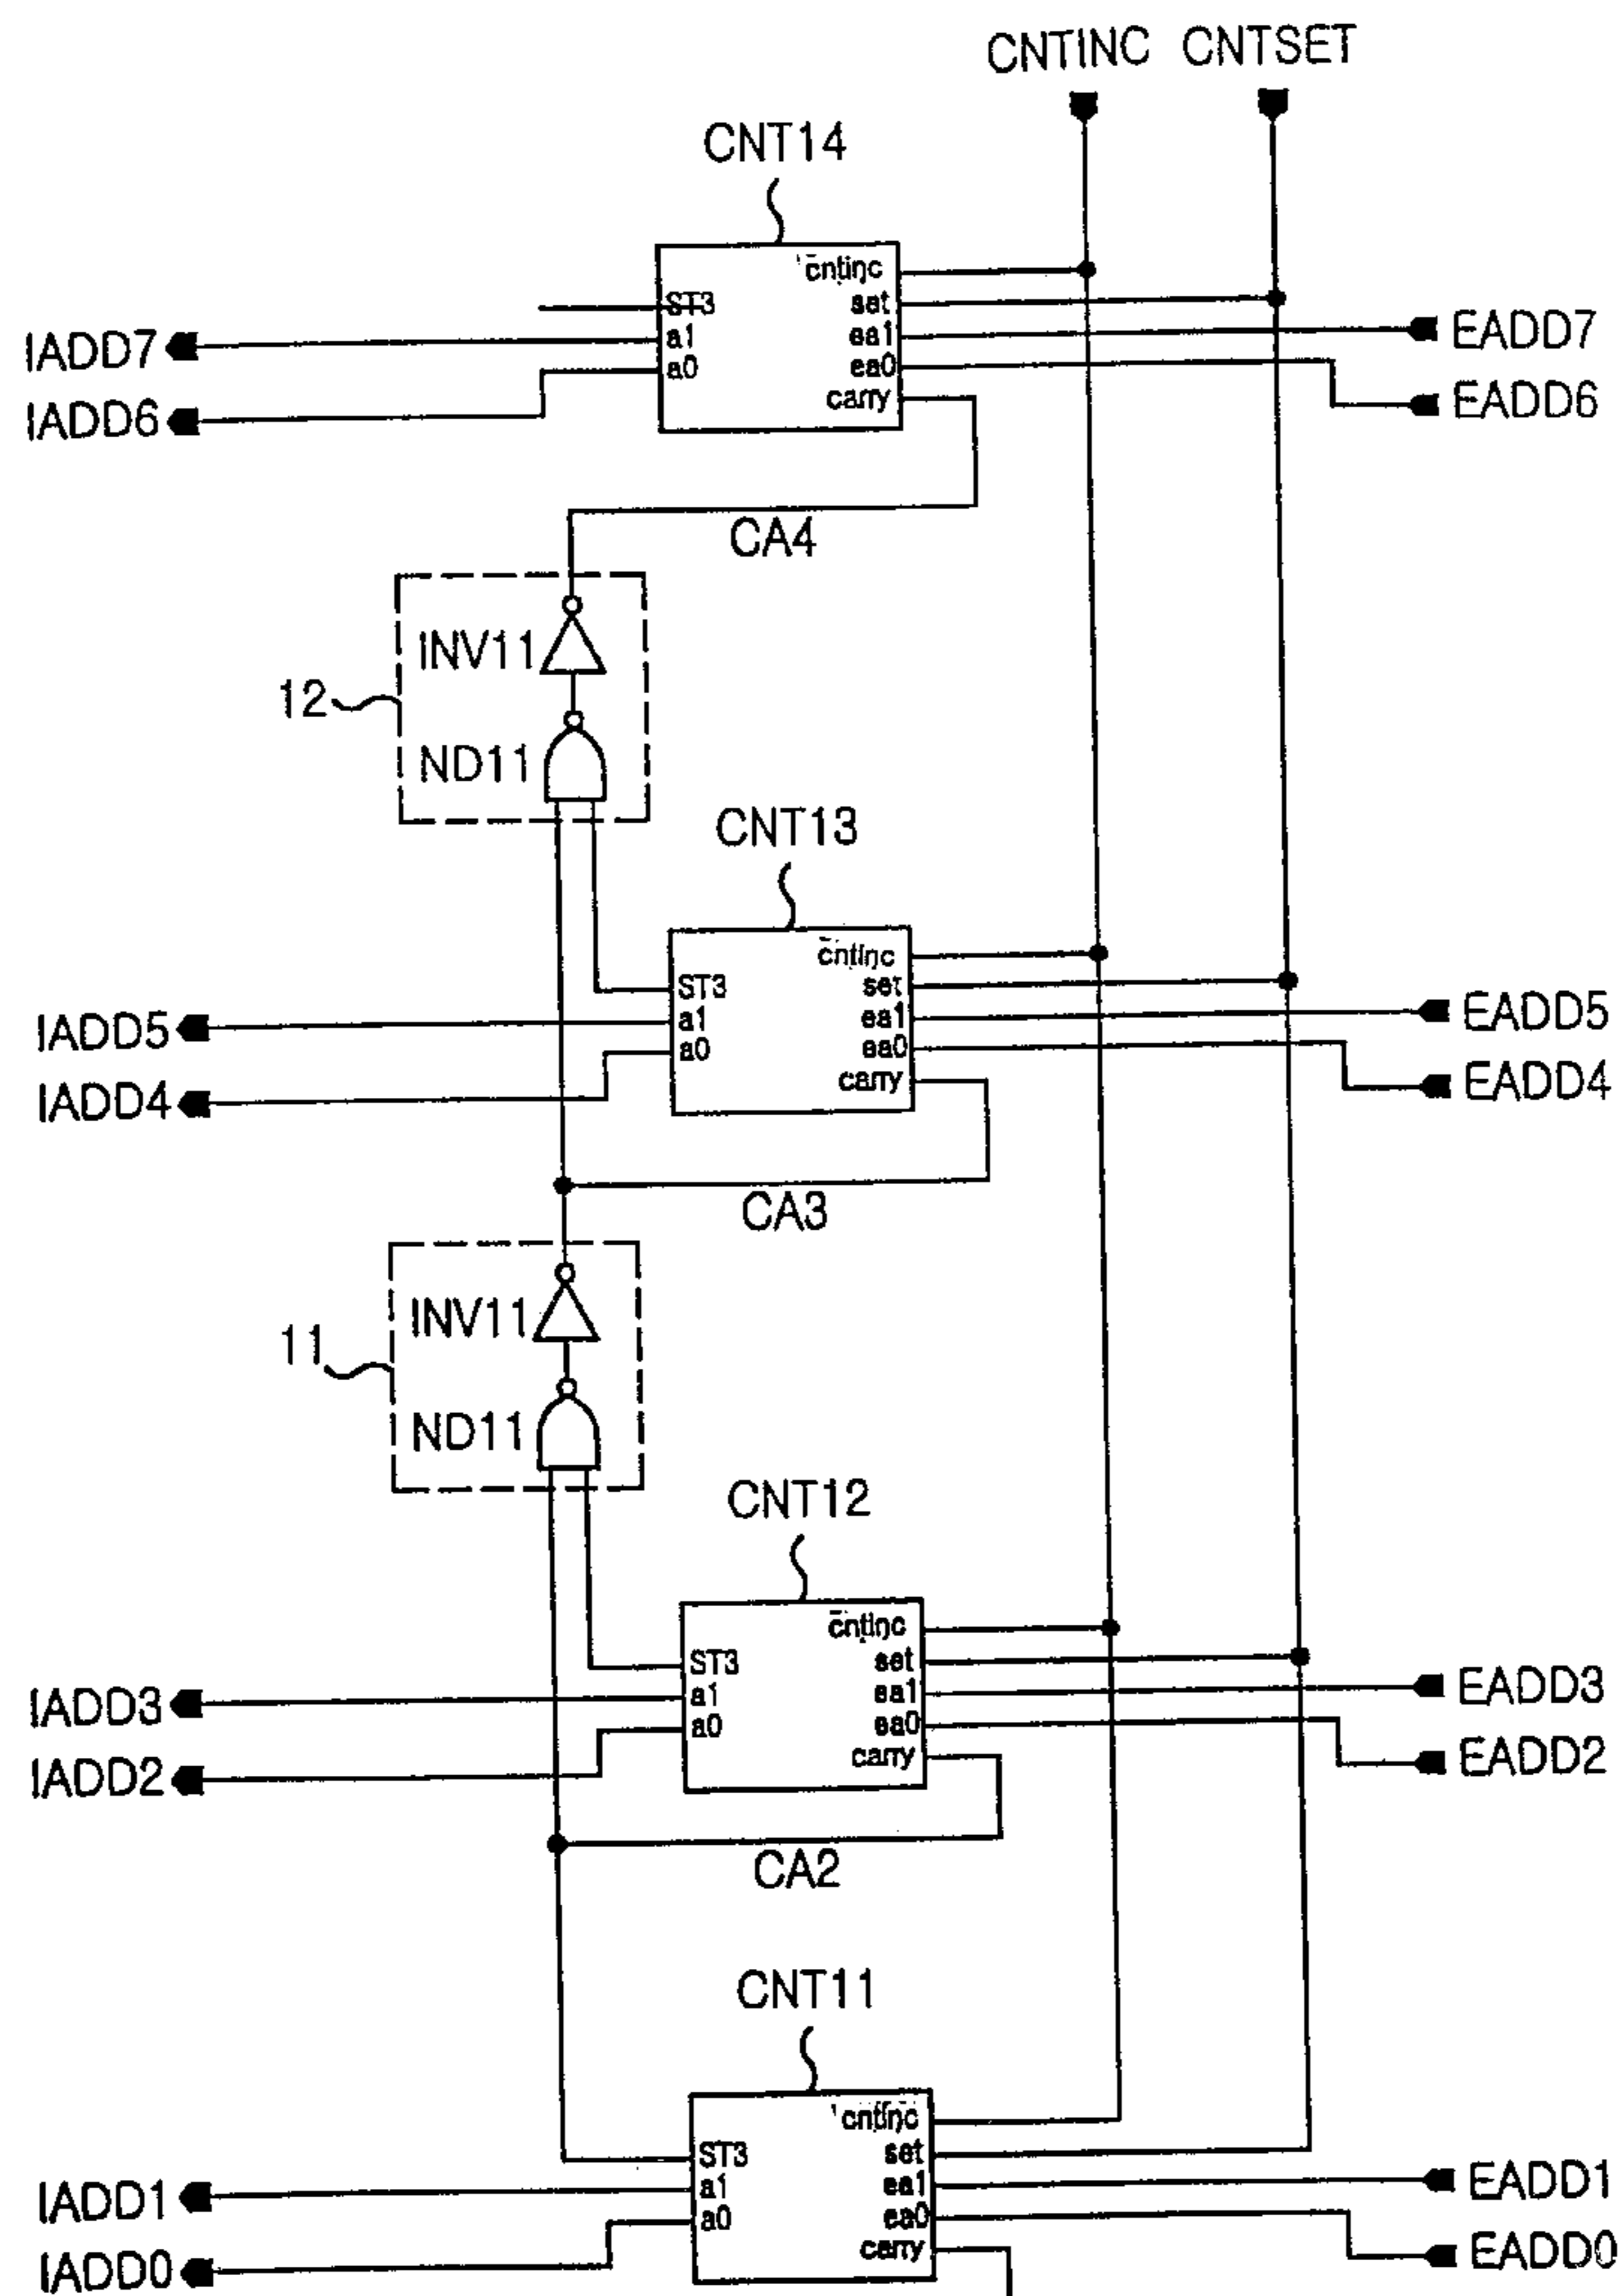 CNTINC CNTSET
CNT14
cntinc
ST3 set
IADD7 a1 ea1 EADD7
a0 ea0
IADD6 carry EADD6
CA4
INV11
12
ND11
CNT13
cntinc
ST3 set
IADD5 a1 ea1 EADD5
a0 ea0
IADD4 carry EADD4
CA3
INV11
11
ND11
CNT12
cntinc
ST3 set
IADD3 a1 ea1 EADD3
a0 ea0
IADD2 carry EADD2
CA2
CNT11
cntinc
ST3 set
IADD1 a1 ea1 EADD1
a0 ea0
IADD0 carry EADD0